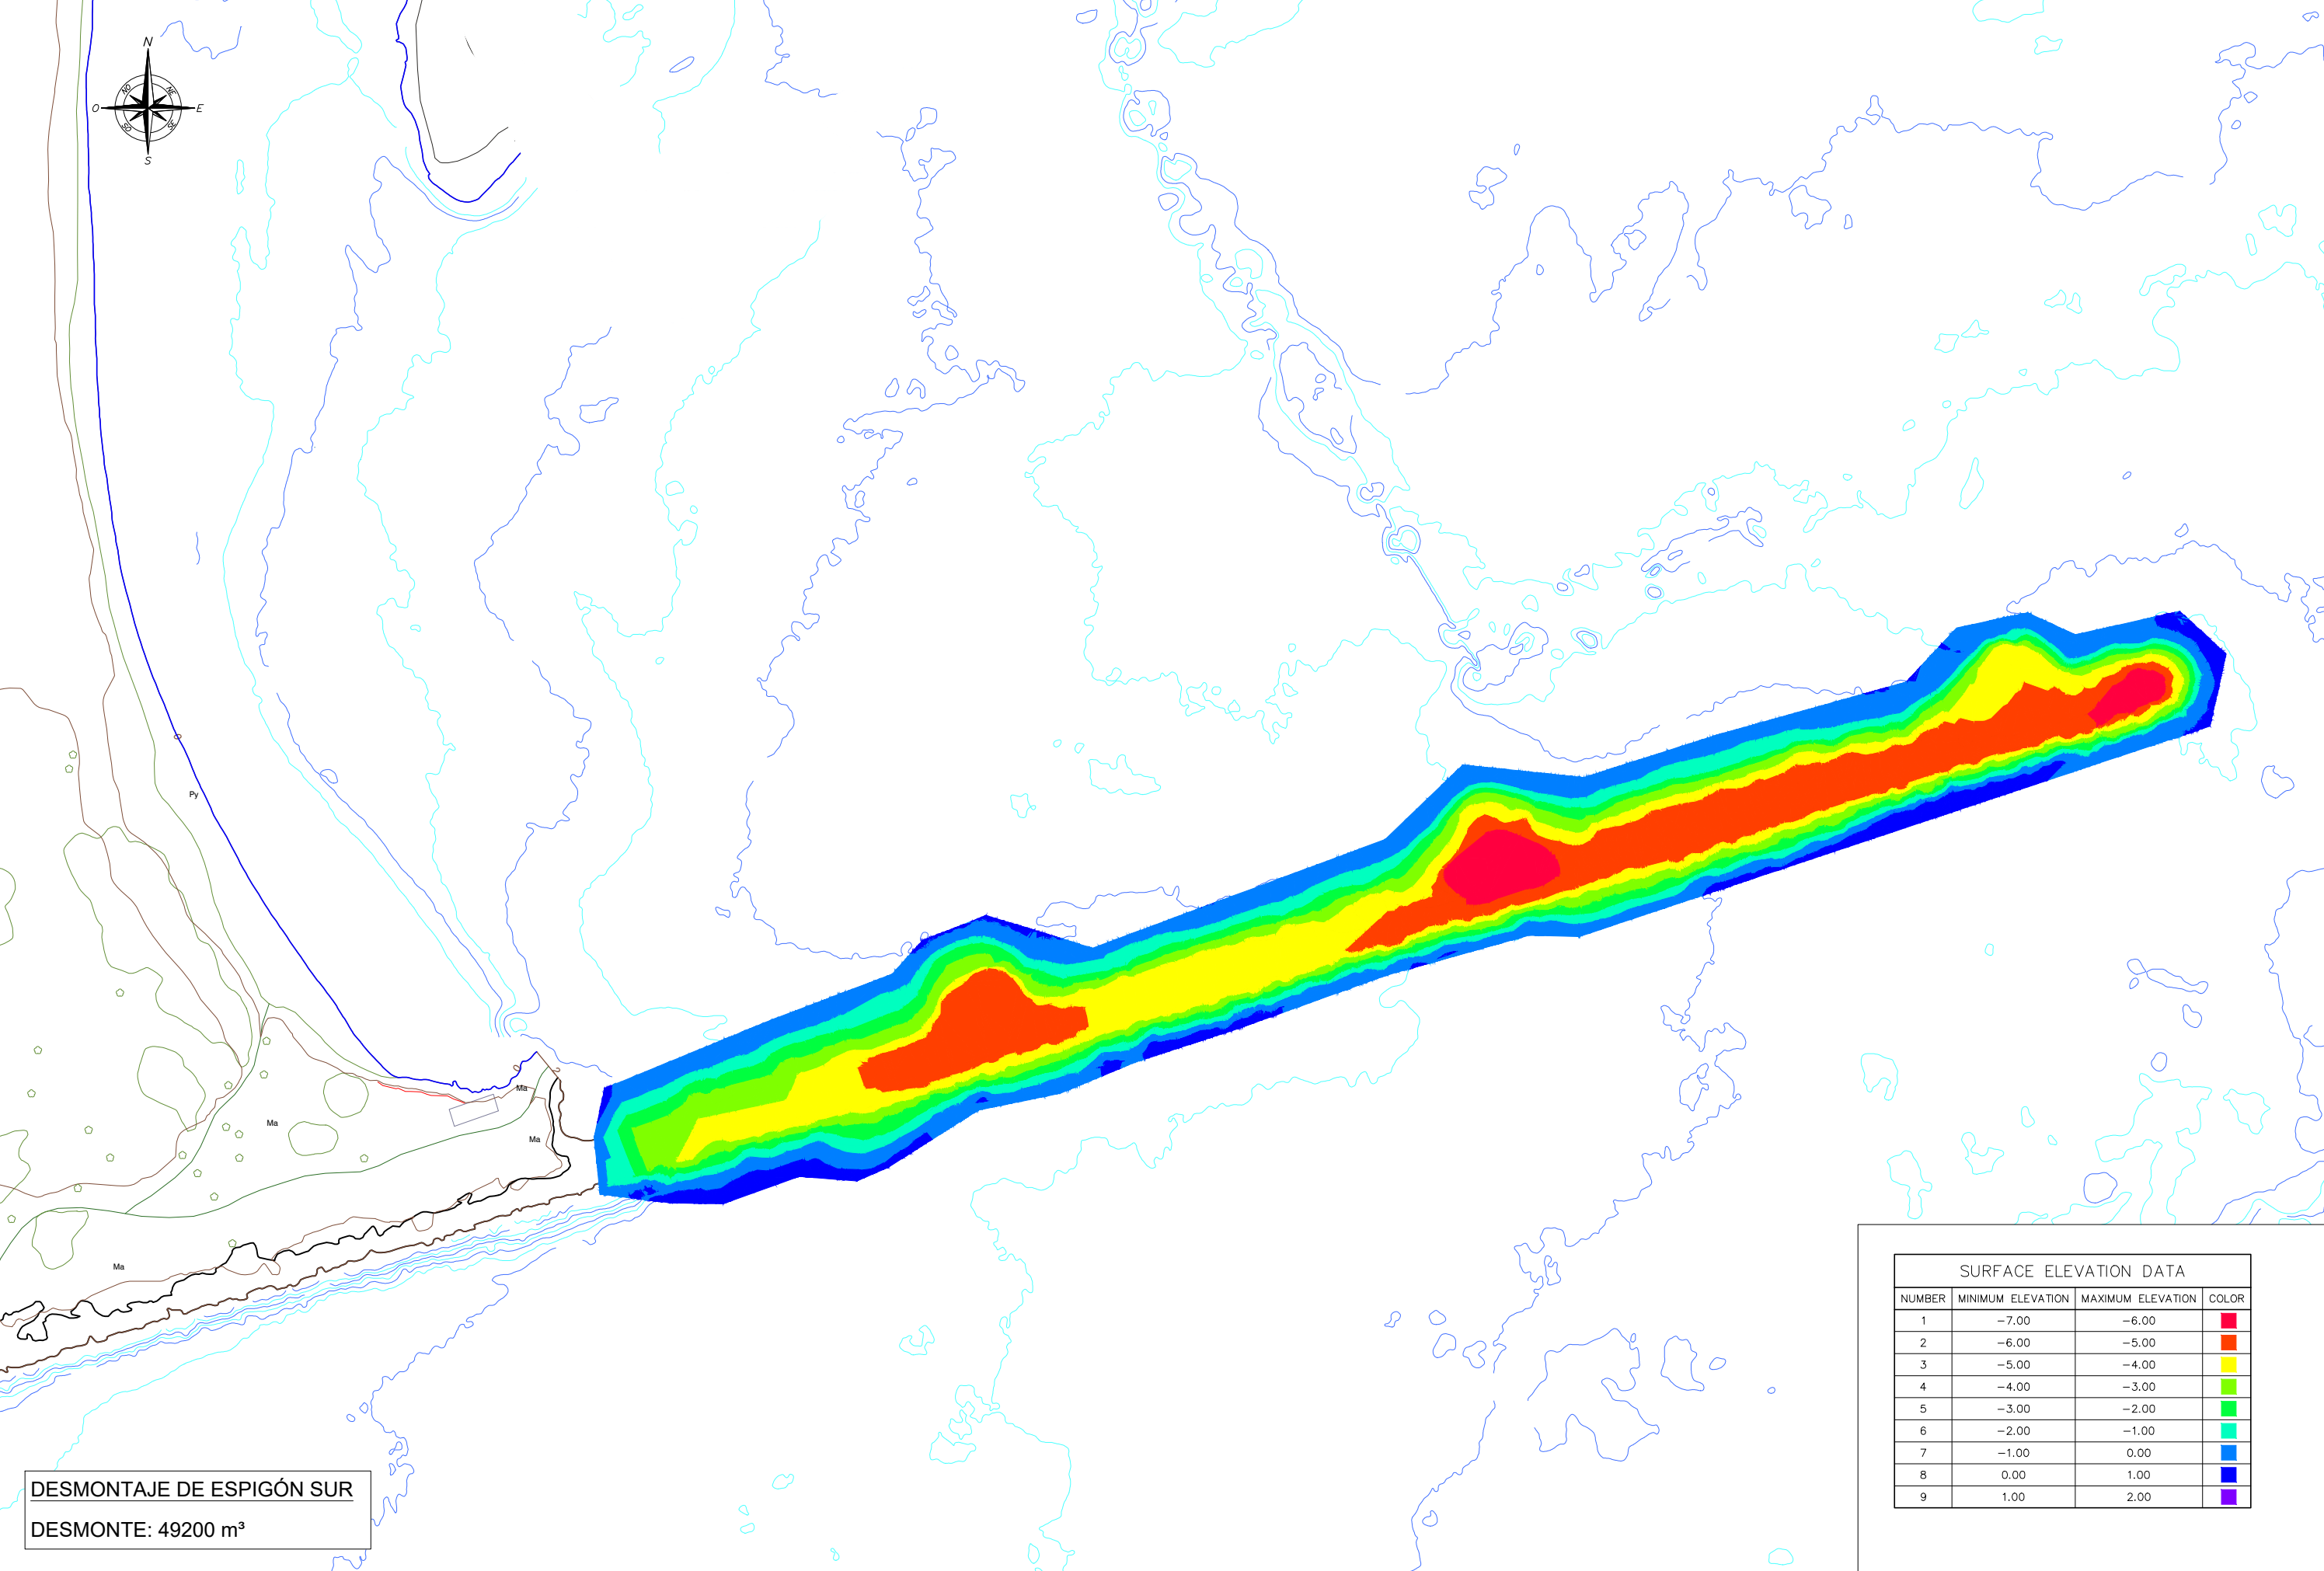 N
NO
NE
O
E
SO
SE
S
Py
Ma
Ma
Ma
Ma
SURFACE ELEVATION DATA
NUMBER MINIMUM ELEVATION MAXIMUM ELEVATION COLOR
1 -7.00 -6.00
2 -6.00 -5.00
3 -5.00 -4.00
4 -4.00 -3.00
5 -3.00 -2.00
6 -2.00 -1.00
7 -1.00 0.00
8 0.00 1.00
9 1.00 2.00
DESMONTAJE DE ESPIGÓN SUR
DESMONTE: 49200 m³